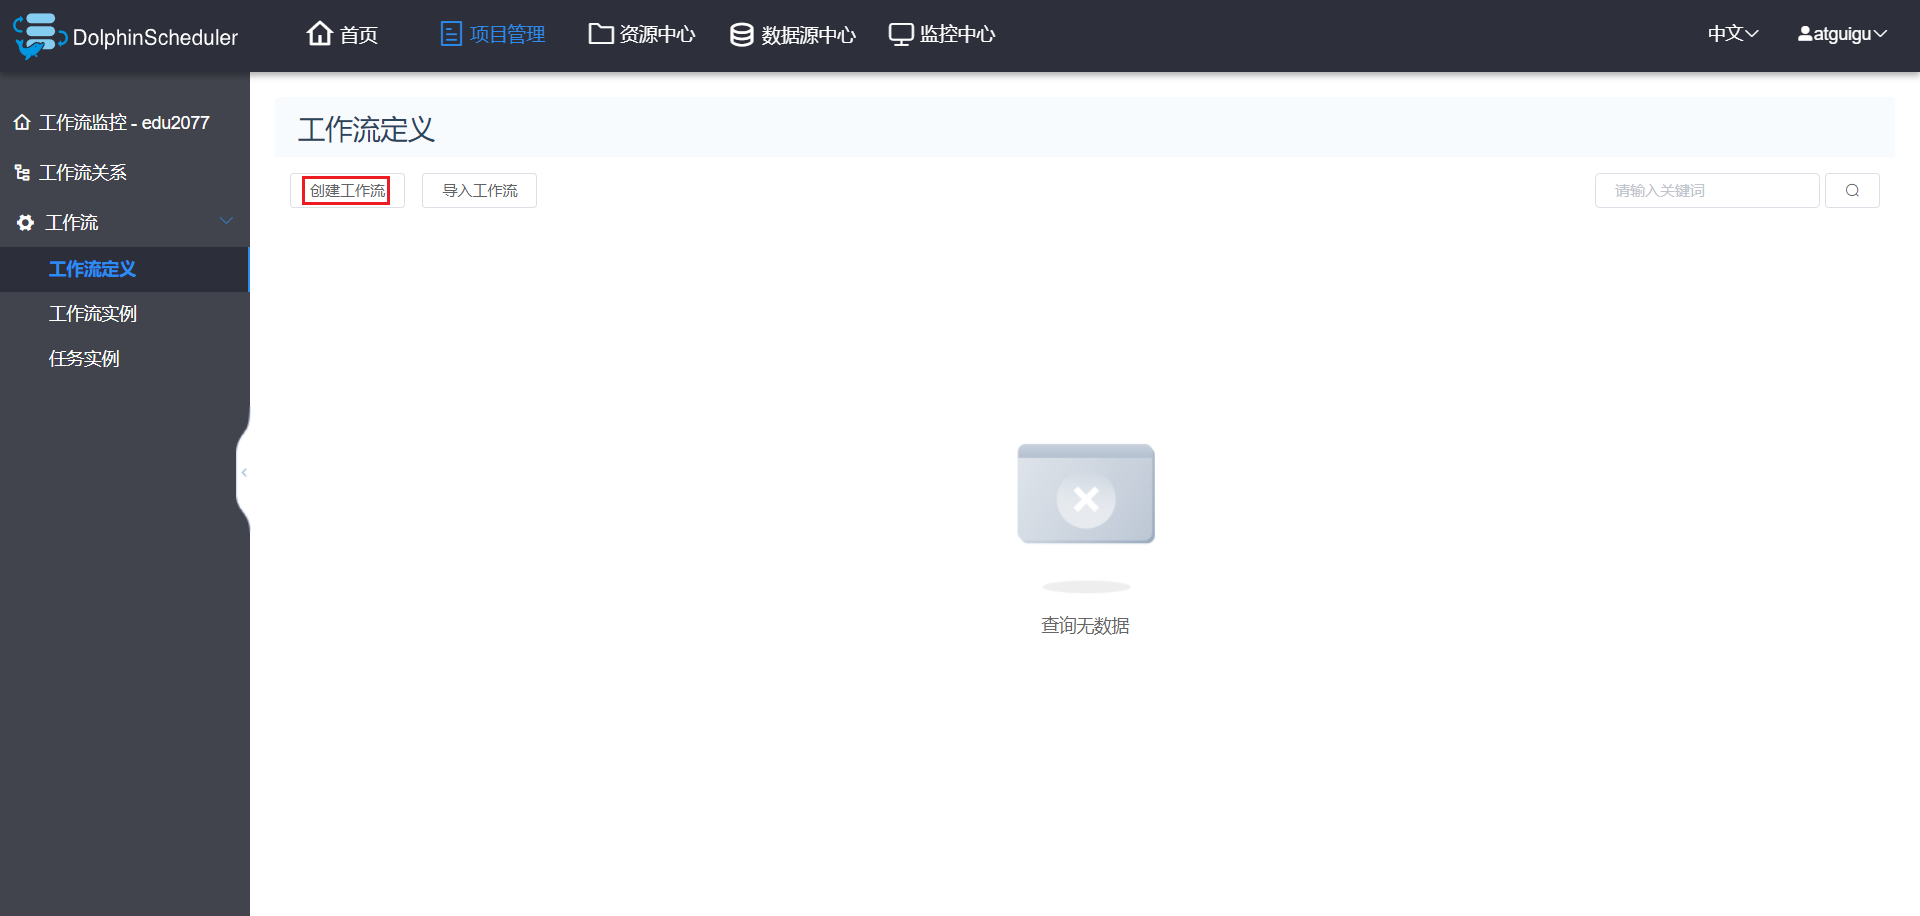 DolphinScheduler
首页
项目管理
资源中心
数据源中心
监控中心
中文
atguigu
工作流监控 - edu2077
工作流关系
工作流
工作流定义
工作流实例
任务实例
工作流定义
创建工作流
导入工作流
请输入关键词
查询无数据